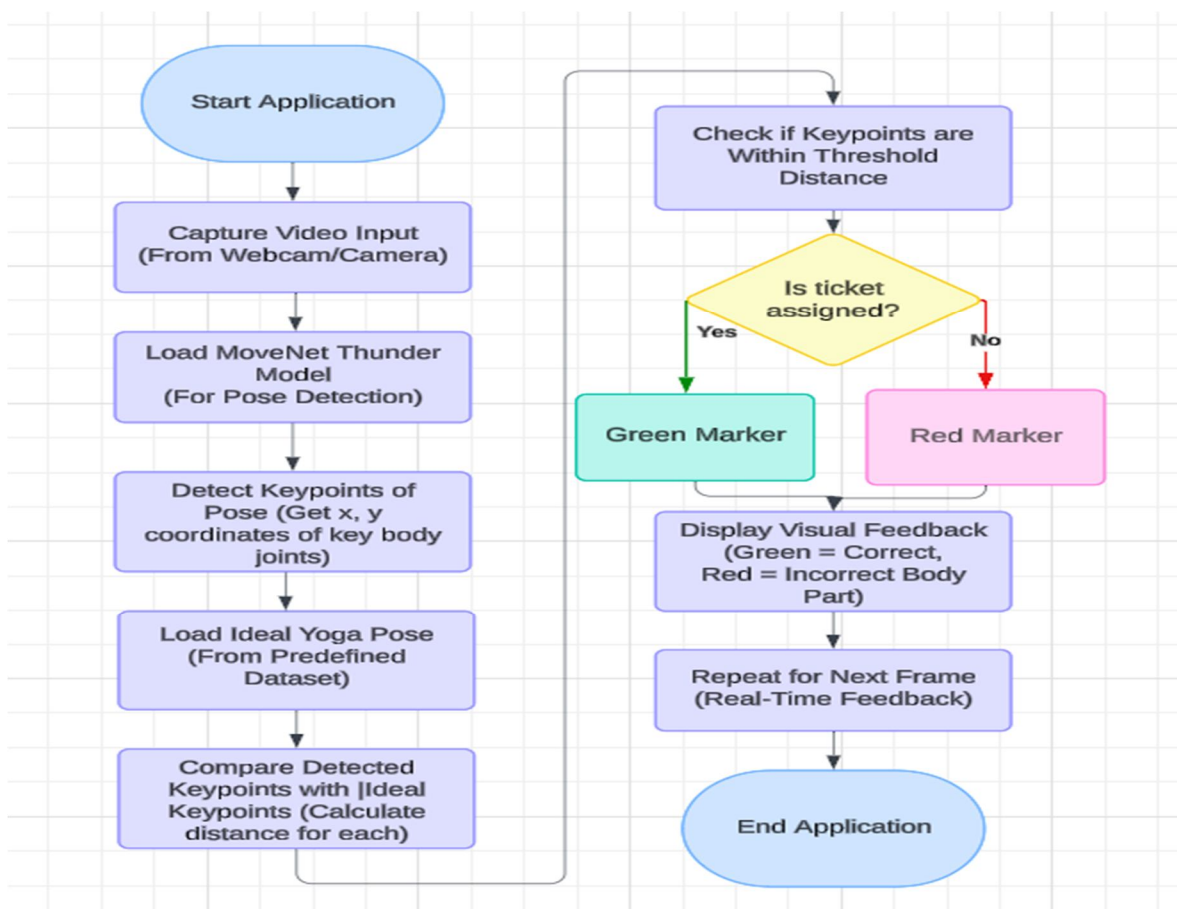 Start Application
Capture Video Input
(From Webcam/Camera)
Load MoveNet Thunder
Model
(For Pose Detection)
Detect Keypoints of
Pose (Get x, y
coordinates of key body
joints)
Load Ideal Yoga Pose
(From Predefined
Dataset)
Compare Detected
Keypoints with |Ideal
Keypoints (Calculate
distance for each)
Check if Keypoints are
Within Threshold
Distance
Is ticket
assigned?
Yes
No
Green Marker
Red Marker
Display Visual Feedback
(Green = Correct,
Red = Incorrect Body
Part)
Repeat for Next Frame
(Real-Time Feedback)
End Application